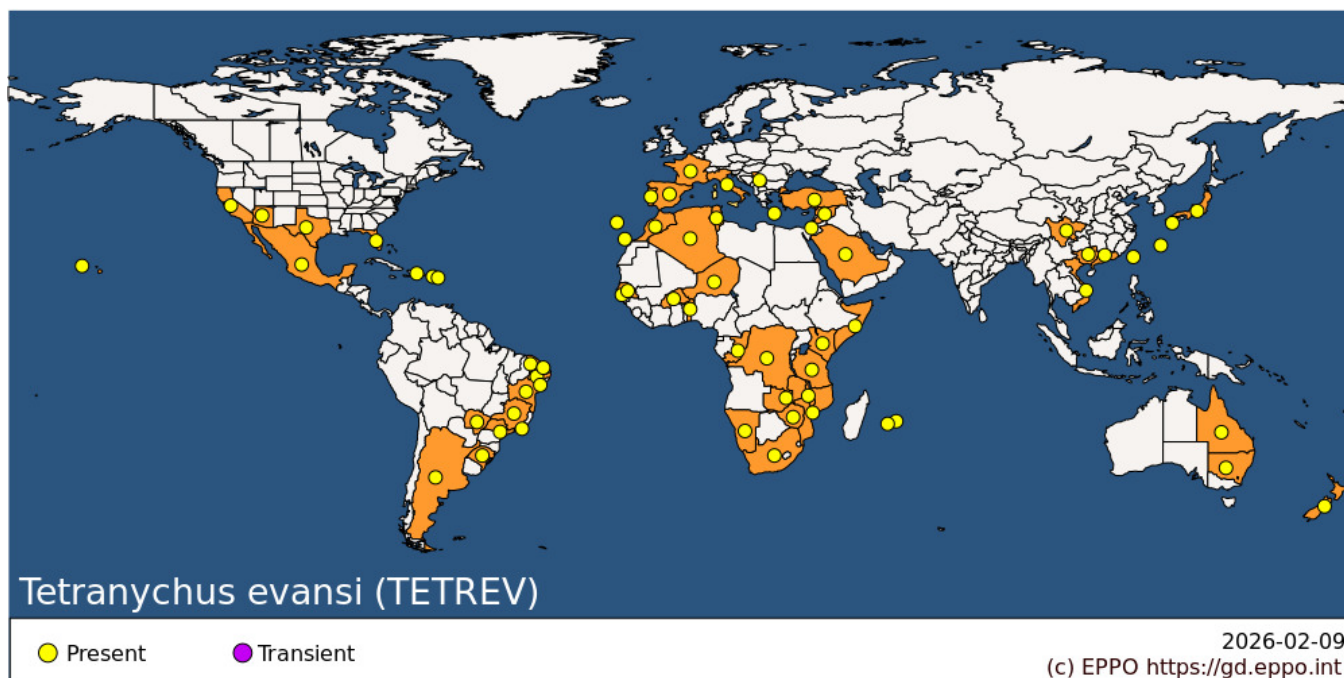 Tetranychus evansi (TETREV)
Present
Transient
2026-02-09
(c) EPPO https://gd.eppo.int